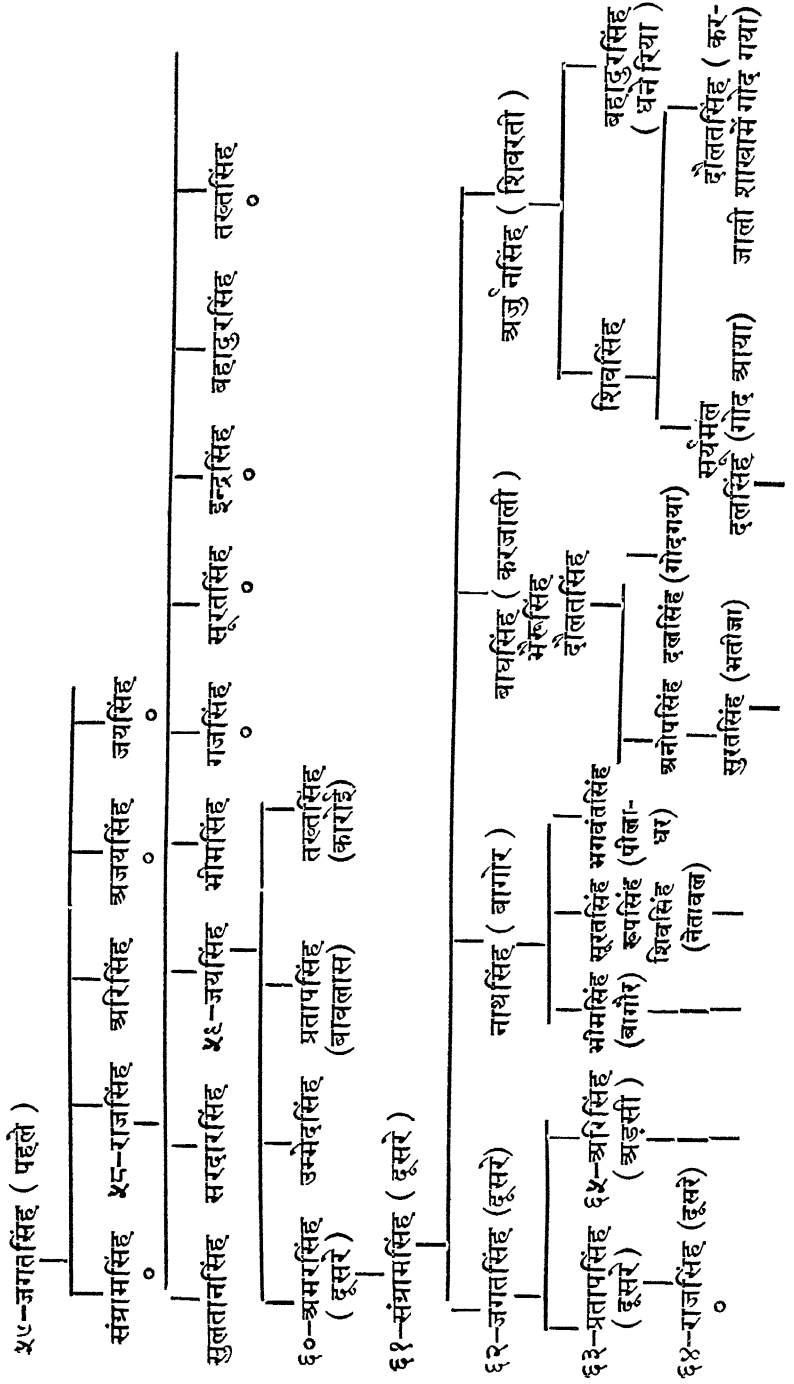 ५७–जगतसिंह ( पहले )
संग्रामसिंह ५८–राजसिंह अरिसिंह अजयसिंह जयसिंह
सुलतानसिंह सरदारसिंह ५६–जयसिंह भीमसिंह गजसिंह सूरतसिंह इन्द्रसिंह बहादुरसिंह तख्तसिंह
६०–अमरसिंह उम्मेदसिंह प्रतापसिंह तख्तसिंह
( दूसरे ) (बावलास) (कारोई)
६१–संग्रामसिंह ( दूसरे )
६२–जगतसिंह (दूसरे) नाथसिंह ( बागोर ) बाघसिंह ( करजाली ) अर्जुनसिंह ( शिवरती )
भैरूसिंह
दौलतसिंह
शिवसिंह बहादुरसिंह
( धनेरिया )
६३–प्रतापसिंह ६५–अरिसिंह भीमसिंह सूरतसिंह भगवंतसिंह
( दूसरे ) ( अड़सी ) (बागौर) रूपसिंह (पीला-
शिवसिंह धर)
(नेतावल)
अनोपसिंह दलसिंह (गोदगया)
सूर्यमल दौलतसिंह ( कर-
६४–राजसिंह (दूसरे) सुरतसिंह (भतीजा) दलसिंह (गोद आया) जाली शाखामें गोद गया)